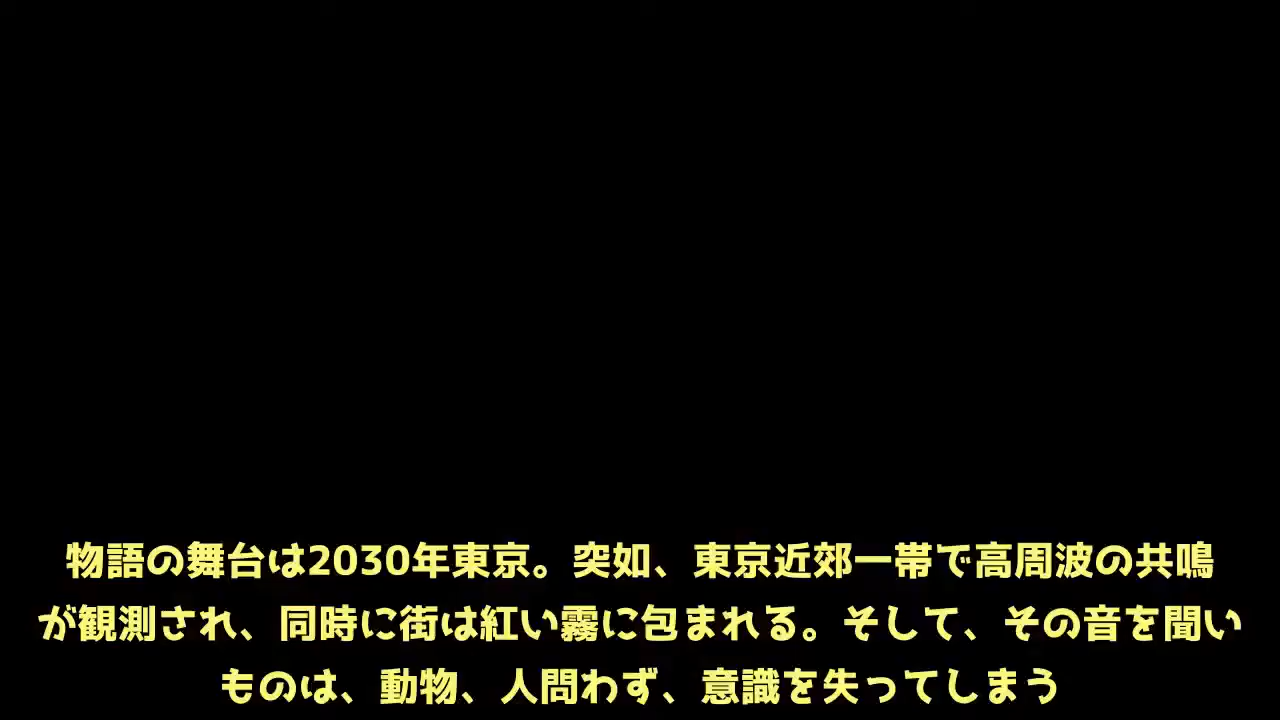 物語の舞台は2030年東京。突如、東京近郊一帯で高周波の共鳴
が観測され、同時に街は紅い霧に包まれる。そして、その音を聞い
ものは、動物、人問わず、意識を失ってしまう